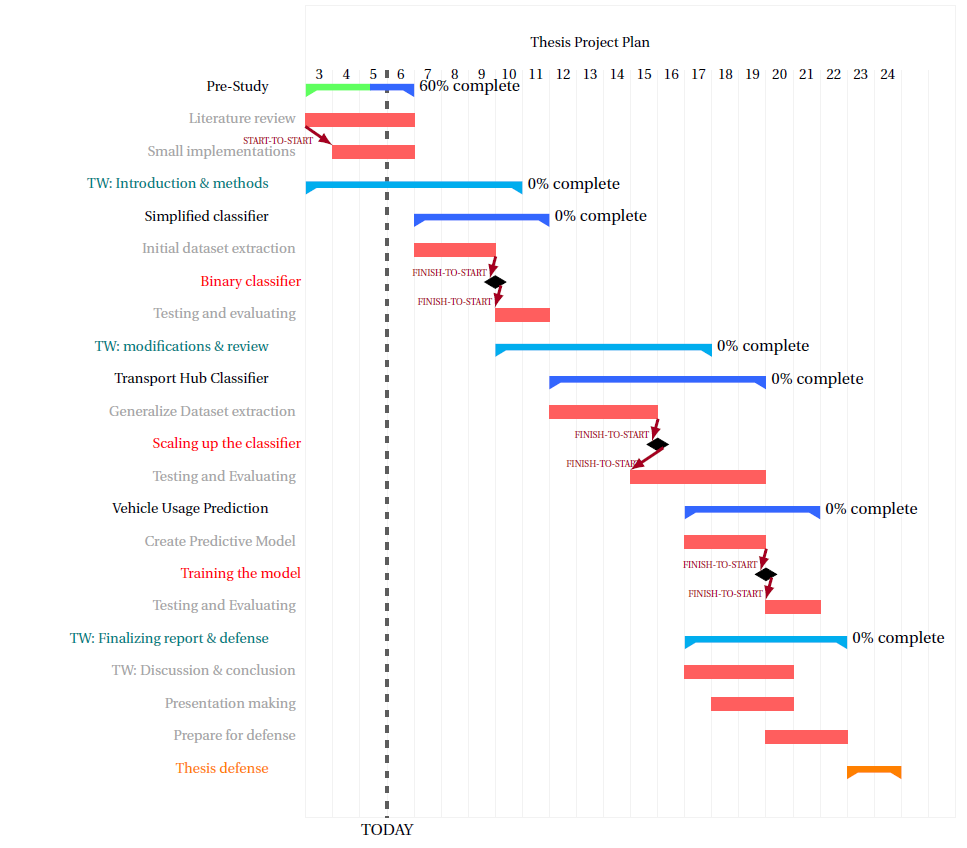 Thesis Project Plan
3 4 5 6 7 8 9 10 11 12 13 14 15 16 17 18 19 20 21 22 23 24
Pre-Study 60% complete
Literature review
START-TO-START
Small implementations
TW: Introduction & methods 0% complete
Simplified classifier 0% complete
Initial dataset extraction
FINISH-TO-START
Binary classifier
FINISH-TO-START
Testing and evaluating
TW: modifications & review 0% complete
Transport Hub Classifier 0% complete
Generalize Dataset extraction
FINISH-TO-START
Scaling up the classifier
FINISH-TO-START
Testing and Evaluating
Vehicle Usage Prediction 0% complete
Create Predictive Model
FINISH-TO-START
Training the model
FINISH-TO-START
Testing and Evaluating
TW: Finalizing report & defense 0% complete
TW: Discussion & conclusion
Presentation making
Prepare for defense
Thesis defense
TODAY